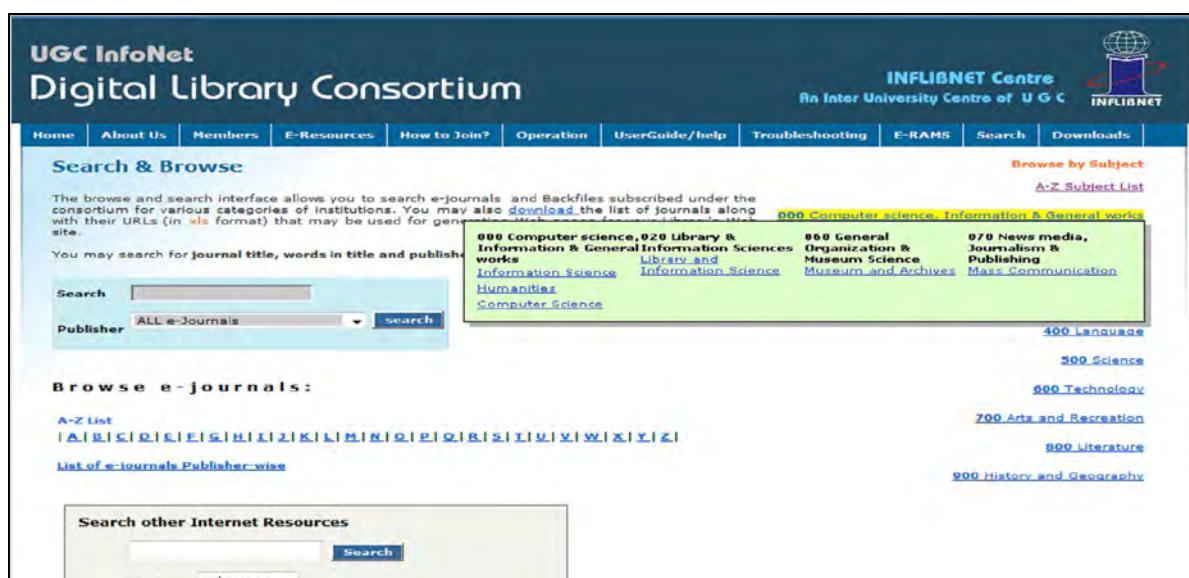 UGC InfoNet
Digital Library Consortium
INFLIBNET Centre
An Inter University Centre of U G C
INFLIBNET
Home About Us Members E-Resources How to Join? Operation UserGuide/help Troubleshooting E-RAMS Search Downloads
Search & Browse
The browse and search interface allows you to search e-journals and Backfiles subscribed under the
consortium for various categories of institutions. You may also download the list of journals along
with their URLs (in xls format) that may be used for
site.
You may search for journal title, words in title and
Search
Publisher ALL e-Journals search
Browse by Subject
A-Z Subject List
000 Computer science, Information & General works
000 Computer science, Information & General works
Information Science
Humanities
Computer Science
020 Library & Information Sciences
Library and
Information Science
060 General
Organization &
Museum Science
Museum and Archives
070 News media,
Journalism &
Publishing
Mass Communication
400 Language
500 Science
600 Technology
700 Arts and Recreation
800 Literature
900 History and Geography
Browse e-journals:
A-Z List
| A | B | C | D | E | F | G | H | I | J | K | L | M | N | O | P | Q | R | S | T | U | V | W | X | Y | Z |
List of e-journals Publisher-wise
Search other Internet Resources
Search